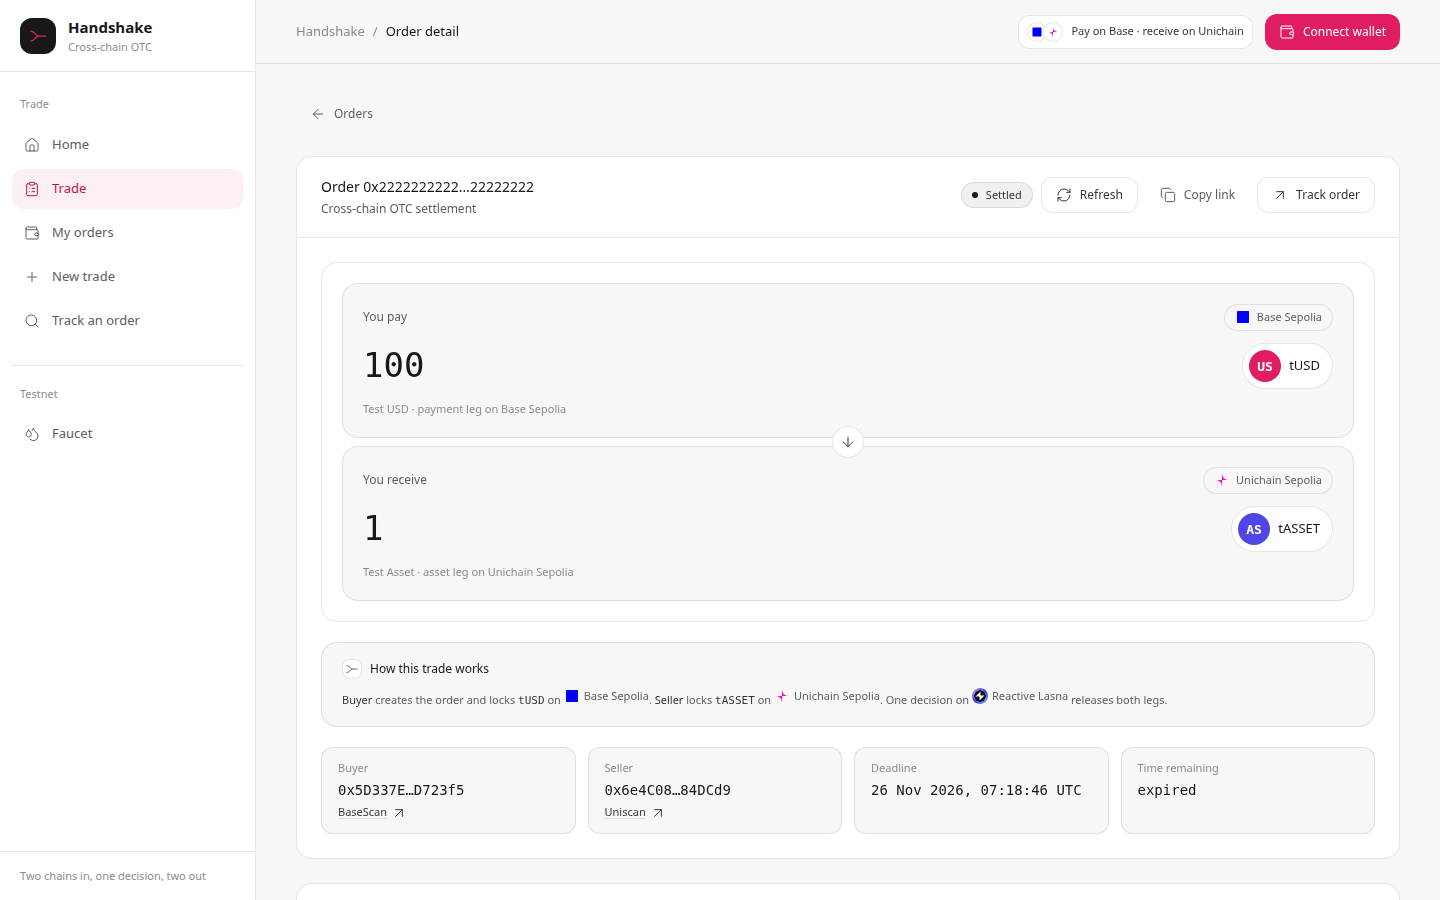 Handshake
Cross-chain OTC
Trade
Home
Trade
My orders
New trade
Track an order
Testnet
Faucet
Two chains in, one decision, two out
Handshake / Order detail
Pay on Base · receive on Unichain
Connect wallet
Orders
Order 0x2222222222…22222222
Cross-chain OTC settlement
Settled
Refresh
Copy link
Track order
You pay
Base Sepolia
100
US tUSD
Test USD · payment leg on Base Sepolia
You receive
Unichain Sepolia
1
AS tASSET
Test Asset · asset leg on Unichain Sepolia
How this trade works
Buyer creates the order and locks tUSD on Base Sepolia. Seller locks tASSET on Unichain Sepolia. One decision on Reactive Lasna releases both legs.
Buyer
0x5D337E…D723f5
BaseScan
Seller
0x6e4C08…84DCd9
Uniscan
Deadline
26 Nov 2026, 07:18:46 UTC
Time remaining
expired